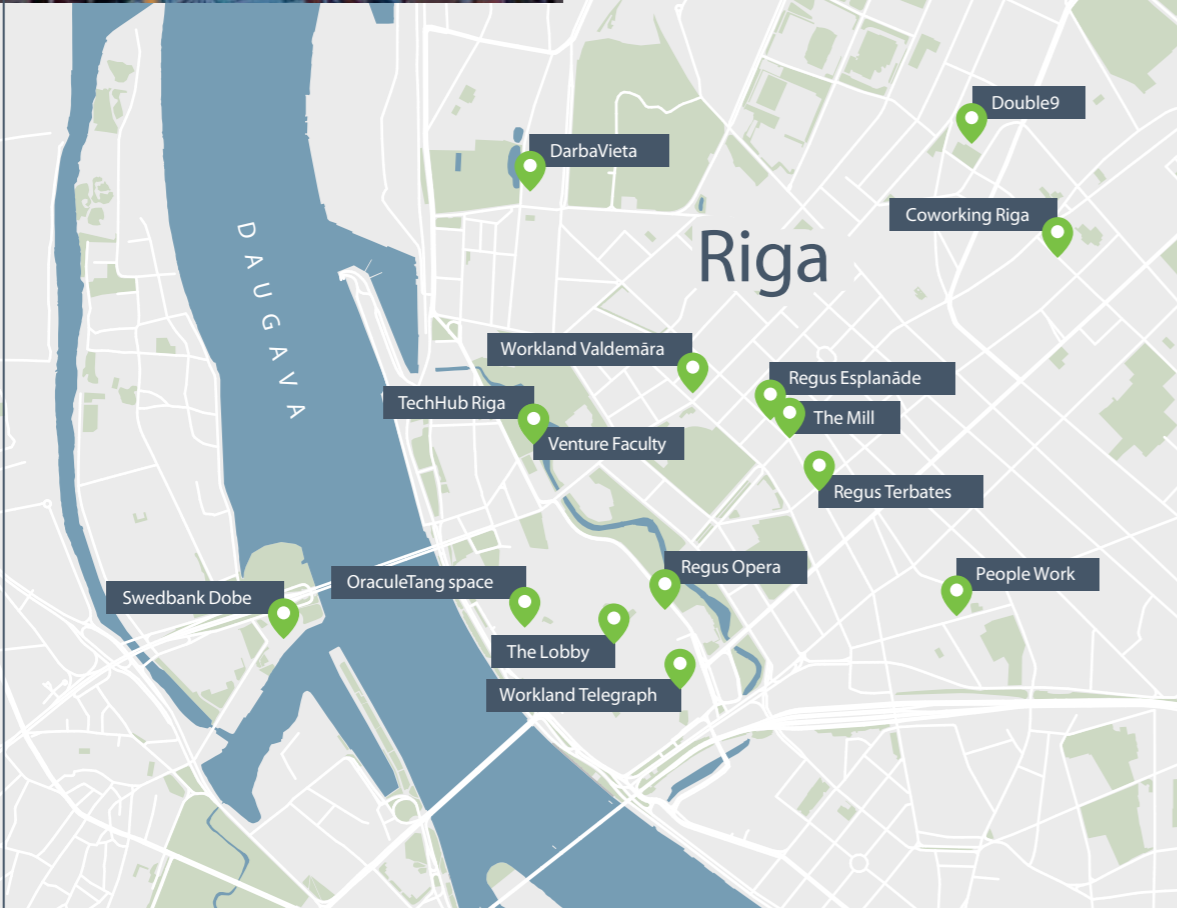 Double9
DarbaVieta
Coworking Riga
Riga
DAUGAVA
Workland Valdemāra
Regus Esplanāde
TechHub Riga
The Mill
Venture Faculty
Regus Terbates
Regus Opera
People Work
OraculeTang space
Swedbank Dobe
The Lobby
Workland Telegraph